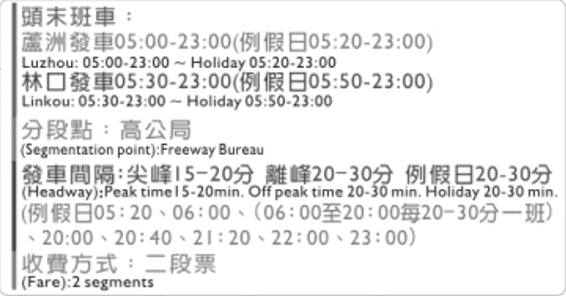 頭末班車：
蘆洲發車05:00-23:00(例假日05:20-23:00)
Luzhou: 05:00-23:00 ~ Holiday 05:20-23:00
林口發車05:30-23:00(例假日05:50-23:00)
Linkou: 05:30-23:00 ~ Holiday 05:50-23:00
分段點：高公局
(Segmentation point):Freeway Bureau
發車間隔:尖峰15-20分 離峰20-30分 例假日20-30分
(Headway):Peak time15-20min. Off peak time 20-30 min. Holiday 20-30 min.
(例假日05:20、06:00、(06:00至20:00每20-30分一班)
、20:00、20:40、21:20、22:00、23:00)
收費方式：二段票
(Fare):2 segments